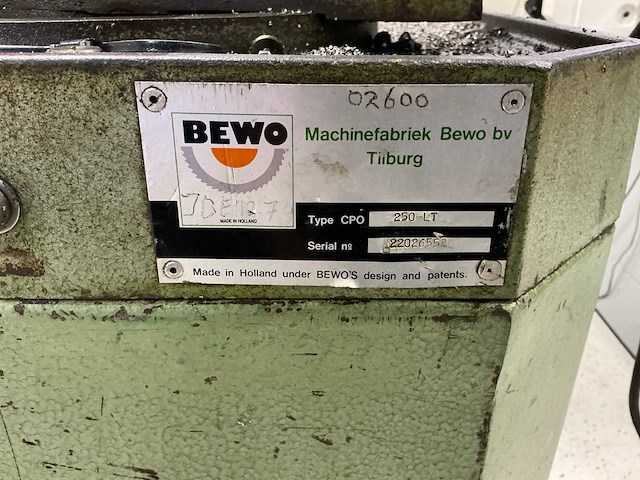 02600
BEWO
MADE IN HOLLAND
Machinefabriek Bewo bv
Tilburg
Type CPO 250-LT
Serial nº
Made in Holland under BEWO'S design and patents.